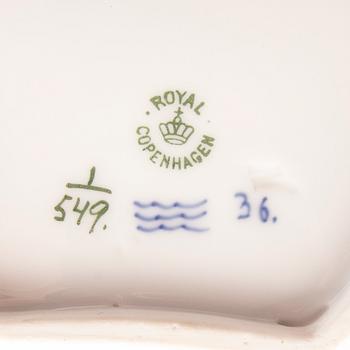 ROYAL
COPENHAGEN
1
549.
36.